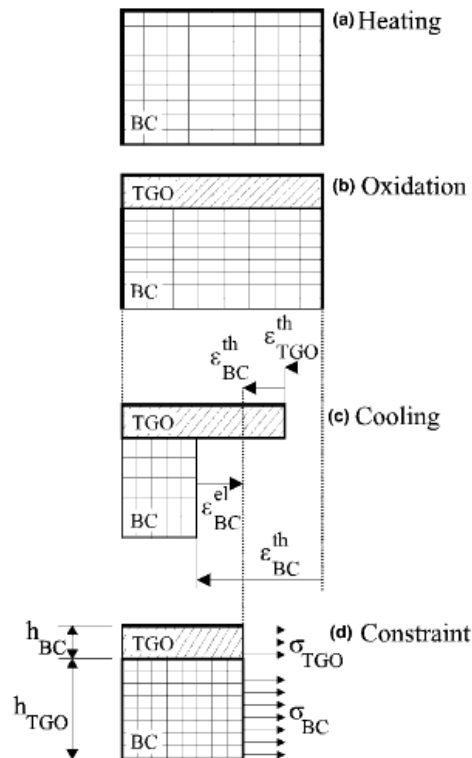 (a) Heating
BC
TGO
(b) Oxidation
BC
ε^th_TGO
ε^th_BC
TGO
(c) Cooling
ε^el_BC
BC
ε^th_BC
h_BC
TGO
(d) Constraint
σ_TGO
h_TGO
σ_BC
BC